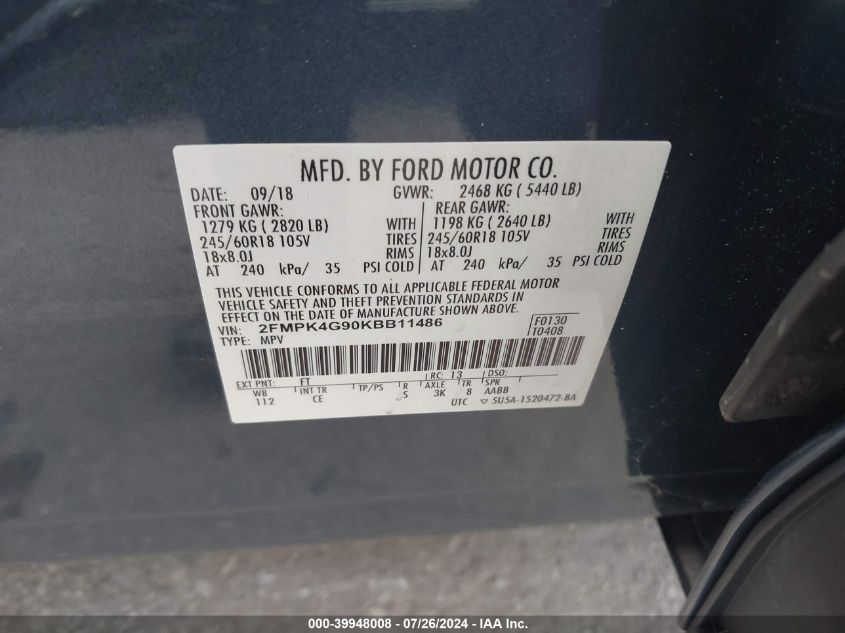 MFD. BY FORD MOTOR CO.
DATE: 09/18 GVWR: 2468 KG ( 5440 LB)
FRONT GAWR: REAR GAWR:
1279 KG ( 2820 LB) WITH 1198 KG ( 2640 LB) WITH
245/60R18 105V TIRES 245/60R18 105V TIRES
18x8.0J RIMS 18x8.0J RIMS
AT 240 kPa/ 35 PSI COLD AT 240 kPa/ 35 PSI COLD
THIS VEHICLE CONFORMS TO ALL APPLICABLE FEDERAL MOTOR
VEHICLE SAFETY AND THEFT PREVENTION STANDARDS IN
EFFECT ON THE DATE OF MANUFACTURE SHOWN ABOVE.
VIN: 2FMPK4G90KBB11486 F0130
TYPE: MPV T0408
EXT PNT: FT RC: 13 DSO:
WB INT TR TP/PS R AXLE TR SPR
112 CE S 3K 8 AABB
UTC ▽ 5U5A-1520472-BA
000-39948008 - 07/26/2024 - IAA Inc.